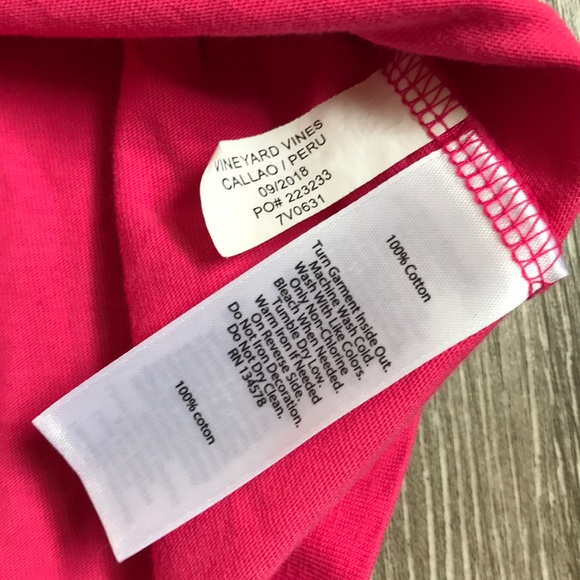 VINEYARD VINES
CALLAO / PERU
09/2018
PO# 223233
7V0631
100% Cotton
Turn Garment Inside Out.
Machine Wash Cold.
Wash With Like Colors.
Only Non-Chlorine
Bleach When Needed.
Tumble Dry Low.
Warm Iron If Needed
On Reverse Side.
Do Not Iron Decoration.
Do Not Dry Clean.
RN 134578
100% coton